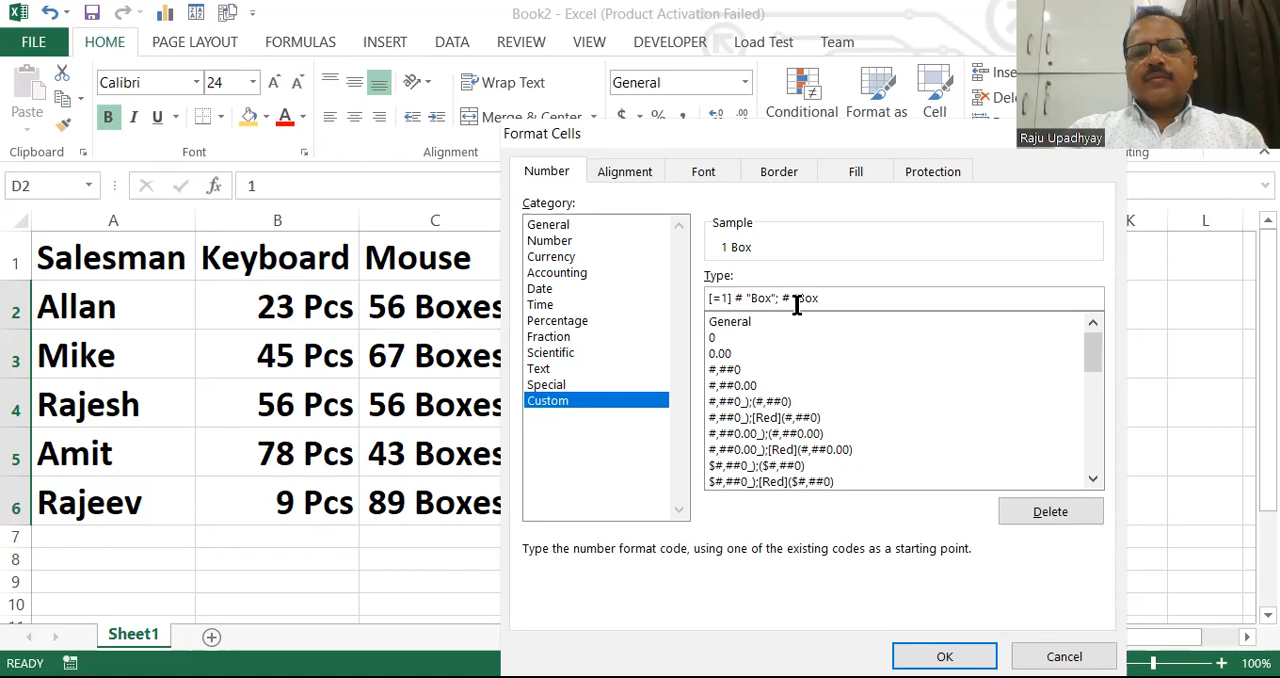 Book2 - Excel (Product Activation Failed)
FILE HOME PAGE LAYOUT FORMULAS INSERT DATA REVIEW VIEW DEVELOPER Load Test Team
Paste
Calibri 24
Wrap Text
General
B I U
Merge & Center
$ % ,
Conditional Format as Cell
Inse
Del
Clipboard Font Alignment
iting
Raju Upadhyay
D2 fx 1
A B C K L
1 Salesman Keyboard Mouse
2 Allan 23 Pcs 56 Boxes
3 Mike 45 Pcs 67 Boxes
4 Rajesh 56 Pcs 56 Boxes
5 Amit 78 Pcs 43 Boxes
6 Rajeev 9 Pcs 89 Boxes
7
8
9
10
Sheet1
READY
100%
Format Cells
Number Alignment Font Border Fill Protection
Category:
General
Number
Currency
Accounting
Date
Time
Percentage
Fraction
Scientific
Text
Special
Custom
Sample
1 Box
Type:
[=1] # "Box"; # "Box
General
0
0.00
#,##0
#,##0.00
#,##0_);(#,##0)
#,##0_);[Red](#,##0)
#,##0.00_);(#,##0.00)
#,##0.00_);[Red](#,##0.00)
$#,##0_);($#,##0)
$#,##0_);[Red]($#,##0)
Delete
Type the number format code, using one of the existing codes as a starting point.
OK Cancel